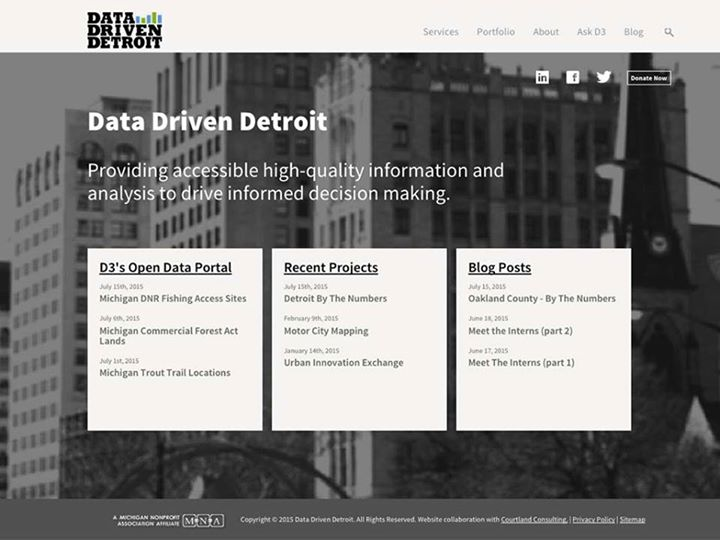 DATA
DRIVEN
DETROIT
Services Portfolio About Ask D3 Blog
in f Donate Now
Data Driven Detroit
Providing accessible high-quality information and
analysis to drive informed decision making.
D3's Open Data Portal
July 15th, 2015
Michigan DNR Fishing Access Sites
July 6th, 2015
Michigan Commercial Forest Act
Lands
July 1st, 2015
Michigan Trout Trail Locations
Recent Projects
July 15th, 2015
Detroit By The Numbers
February 9th, 2015
Motor City Mapping
January 14th, 2015
Urban Innovation Exchange
Blog Posts
July 15, 2015
Oakland County - By The Numbers
June 18, 2015
Meet the Interns (part 2)
June 17, 2015
Meet The Interns (part 1)
A MICHIGAN NONPROFIT
ASSOCIATION AFFILIATE
MNA
Copyright © 2015 Data Driven Detroit. All Rights Reserved. Website collaboration with Courtland Consulting. | Privacy Policy | Sitemap